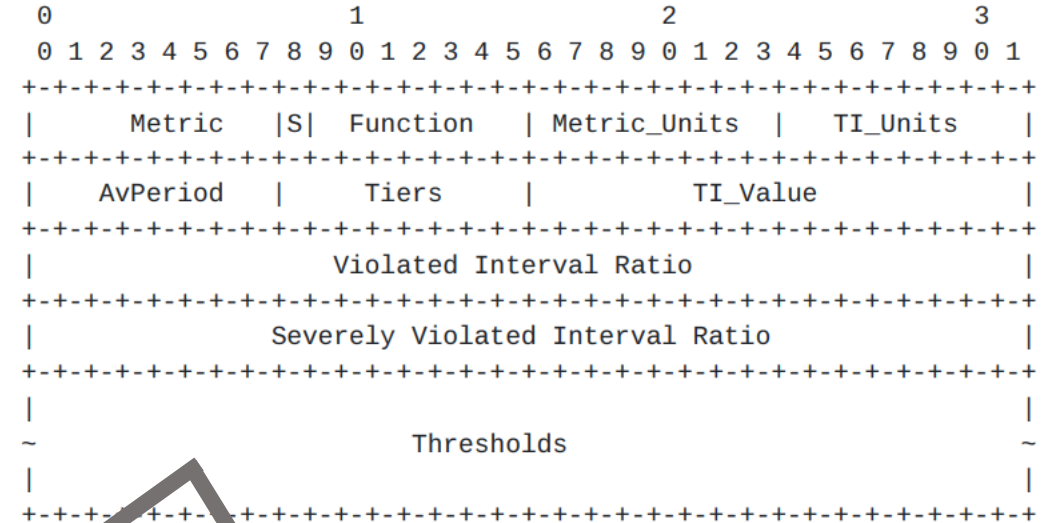 0                   1                   2                   3
 0 1 2 3 4 5 6 7 8 9 0 1 2 3 4 5 6 7 8 9 0 1 2 3 4 5 6 7 8 9 0 1
+-+-+-+-+-+-+-+-+-+-+-+-+-+-+-+-+-+-+-+-+-+-+-+-+-+-+-+-+-+-+-+-+
|      Metric   |S|  Function   | Metric_Units  |   TI_Units    |
+-+-+-+-+-+-+-+-+-+-+-+-+-+-+-+-+-+-+-+-+-+-+-+-+-+-+-+-+-+-+-+-+
|    AvPeriod   |     Tiers     |          TI_Value             |
+-+-+-+-+-+-+-+-+-+-+-+-+-+-+-+-+-+-+-+-+-+-+-+-+-+-+-+-+-+-+-+-+
|                   Violated Interval Ratio                     |
+-+-+-+-+-+-+-+-+-+-+-+-+-+-+-+-+-+-+-+-+-+-+-+-+-+-+-+-+-+-+-+-+
|               Severely Violated Interval Ratio                |
+-+-+-+-+-+-+-+-+-+-+-+-+-+-+-+-+-+-+-+-+-+-+-+-+-+-+-+-+-+-+-+-+
|                                                               |
~                        Thresholds                             ~
|                                                               |
+-+-+-+-+-+-+-+-+-+-+-+-+-+-+-+-+-+-+-+-+-+-+-+-+-+-+-+-+-+-+-+-+